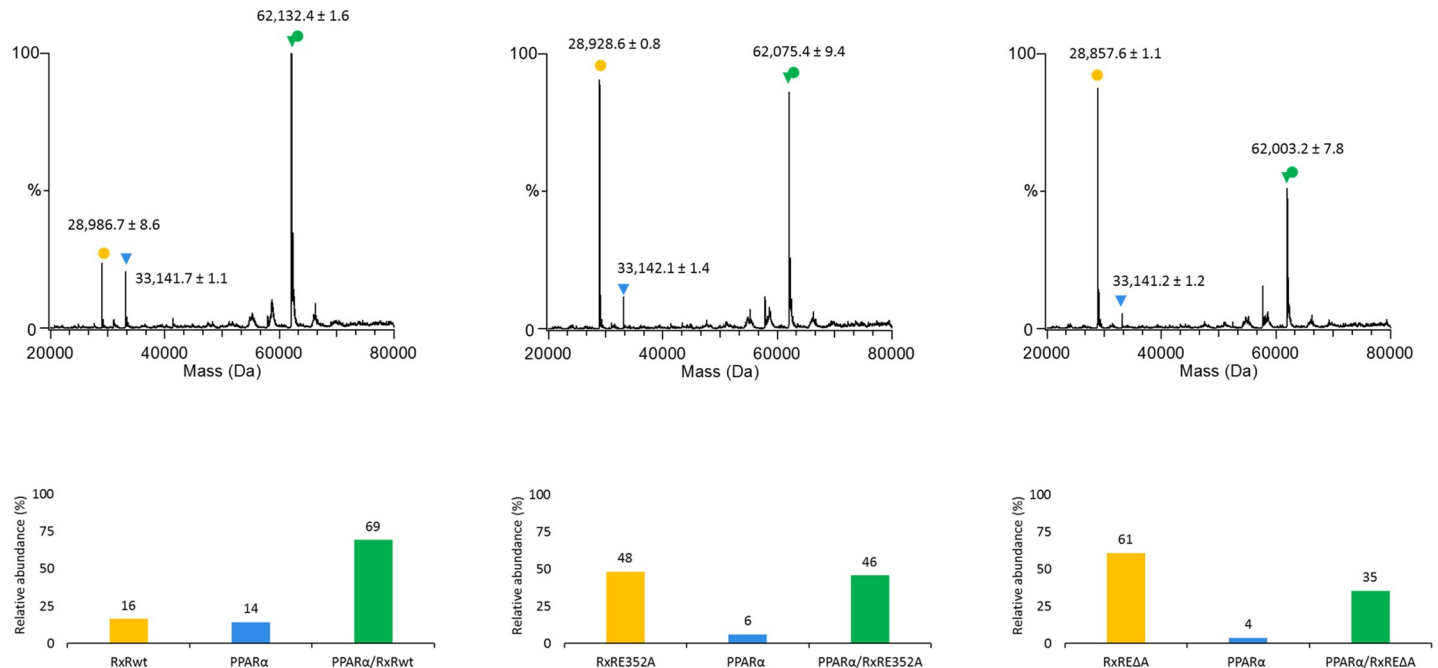 62,132.4 ± 1.6
100
%
0
28,986.7 ± 8.6
33,141.7 ± 1.1
20000 40000 60000 80000
Mass (Da)
28,928.6 ± 0.8
62,075.4 ± 9.4
100
%
0
33,142.1 ± 1.4
20000 40000 60000 80000
Mass (Da)
28,857.6 ± 1.1
100
62,003.2 ± 7.8
%
0
33,141.2 ± 1.2
20000 40000 60000 80000
Mass (Da)
Relative abundance (%)
100
75
50
25
0
16 14 69
RxRwt PPARα PPARα/RxRwt
Relative abundance (%)
100
75
50
25
0
48 6 46
RxRE352A PPARα PPARα/RxRE352A
Relative abundance (%)
100
75
50
25
0
61 4 35
RxREΔA PPARα PPARα/RxREΔA